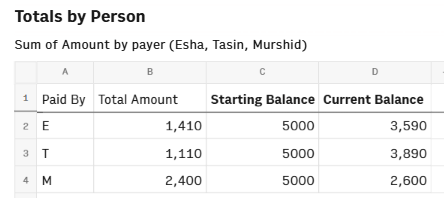 Totals by Person
Sum of Amount by payer (Esha, Tasin, Murshid)
A B C D
1 Paid By Total Amount Starting Balance Current Balance
2 E 1,410 5000 3,590
3 T 1,110 5000 3,890
4 M 2,400 5000 2,600